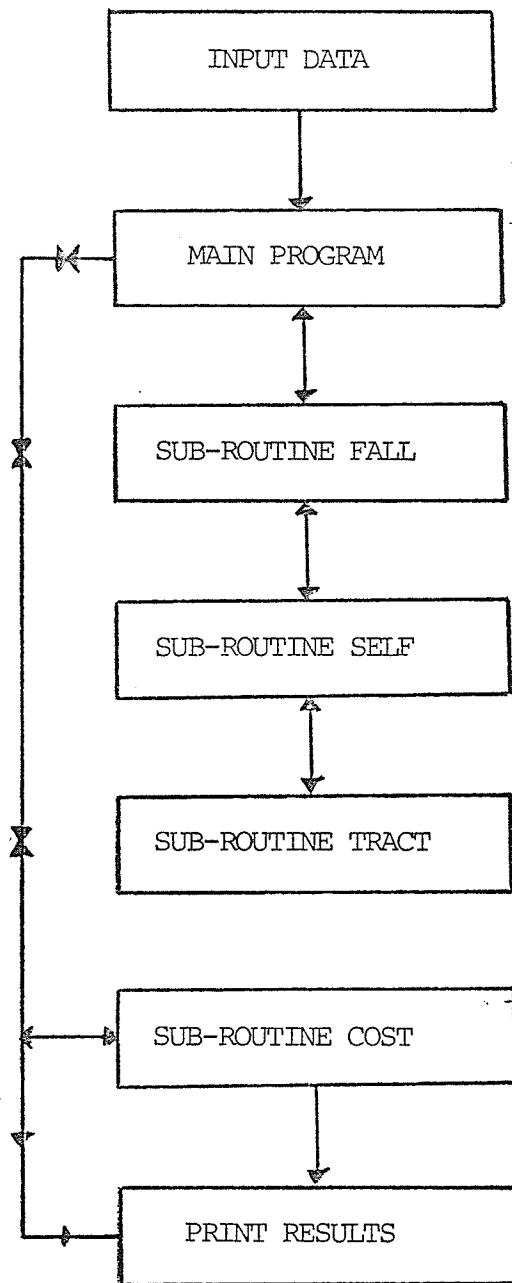 INPUT DATA
MAIN PROGRAM
SUB-ROUTINE FALL
SUB-ROUTINE SELF
SUB-ROUTINE TRACT
SUB-ROUTINE COST
PRINT RESULTS